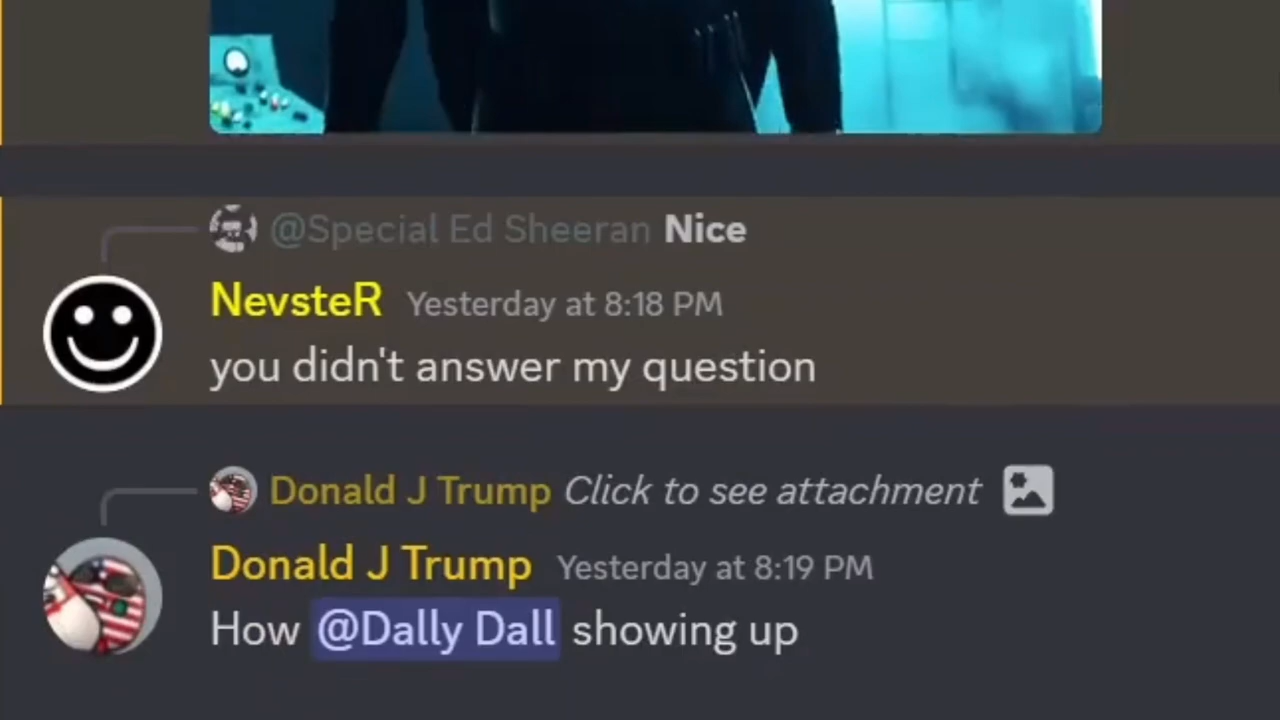 @Special Ed Sheeran Nice
NevsteR Yesterday at 8:18 PM
you didn't answer my question
Donald J Trump Click to see attachment
Donald J Trump Yesterday at 8:19 PM
How @Dally Dall showing up